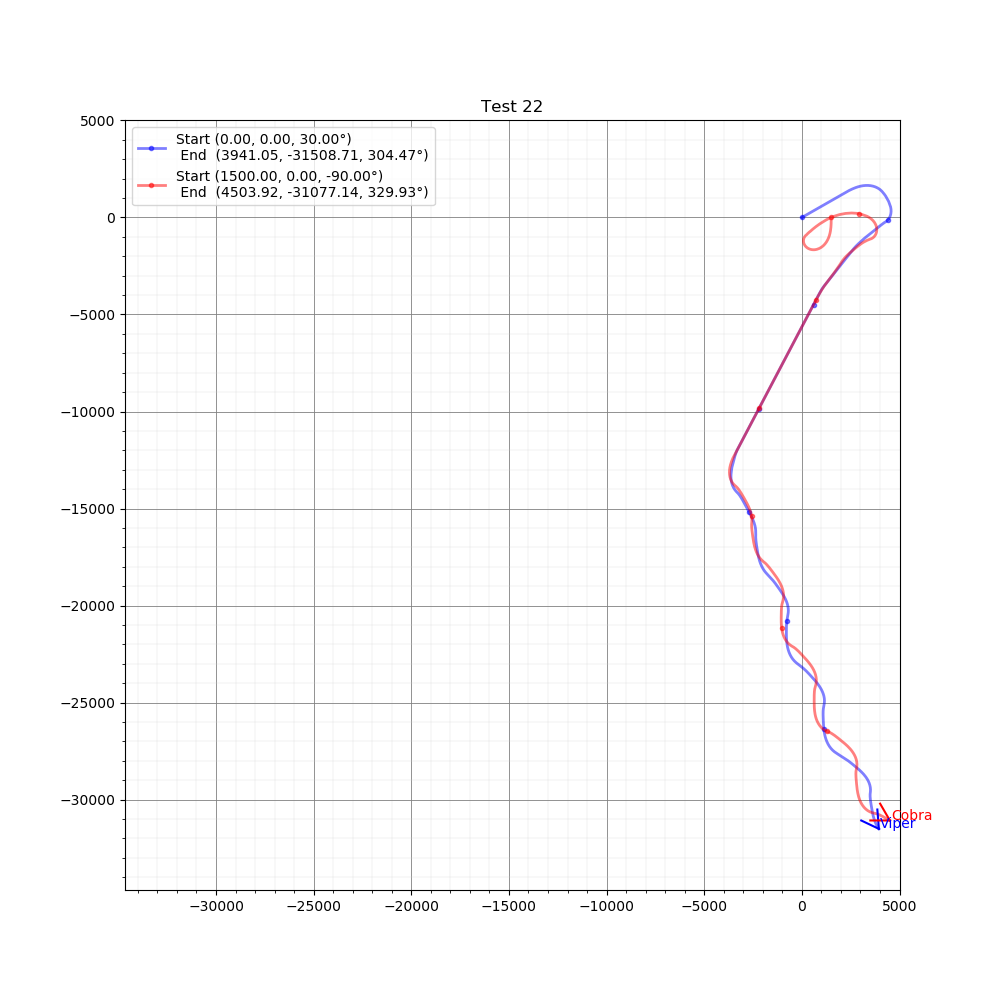 Test 22
Start (0.00, 0.00, 30.00°)
End (3941.05, -31508.71, 304.47°)
Start (1500.00, 0.00, -90.00°)
End (4503.92, -31077.14, 329.93°)
5000
0
−5000
−10000
−15000
−20000
−25000
−30000
Cobra
Viper
−30000 −25000 −20000 −15000 −10000 −5000 0 5000